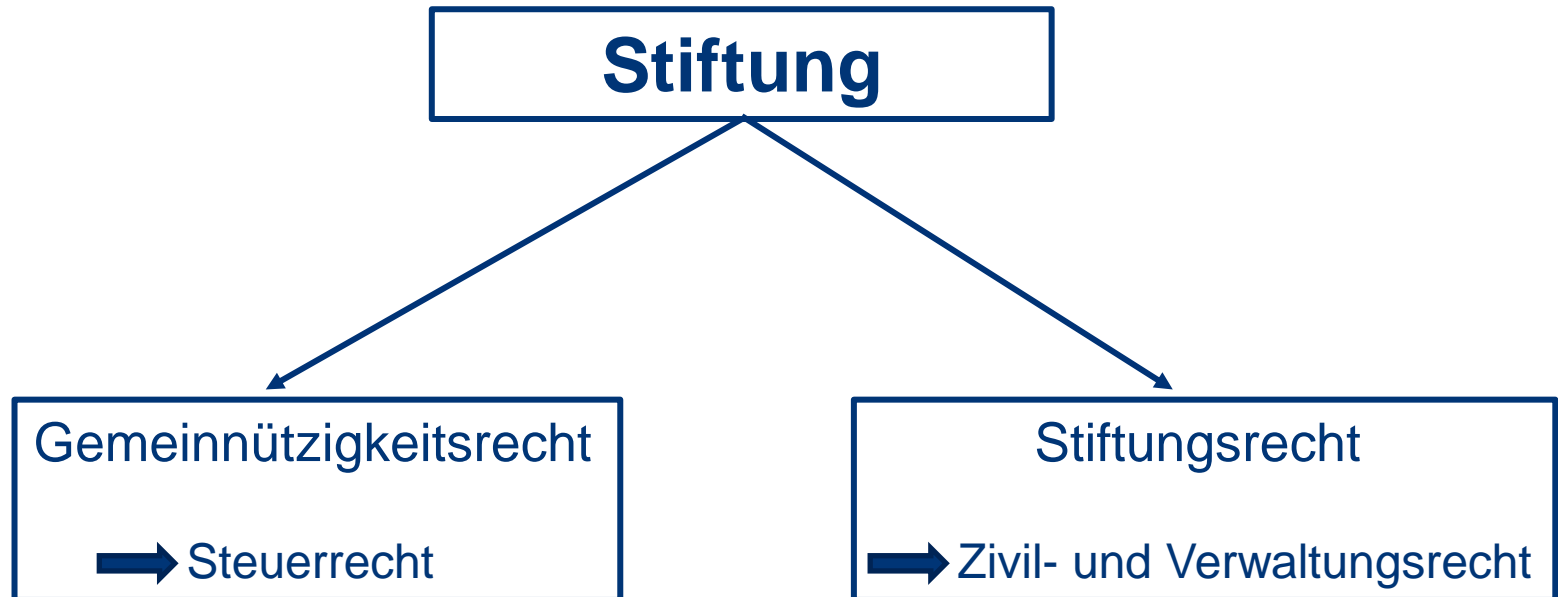 Stiftung
Gemeinnützigkeitsrecht
Steuerrecht
Stiftungsrecht
Zivil- und Verwaltungsrecht